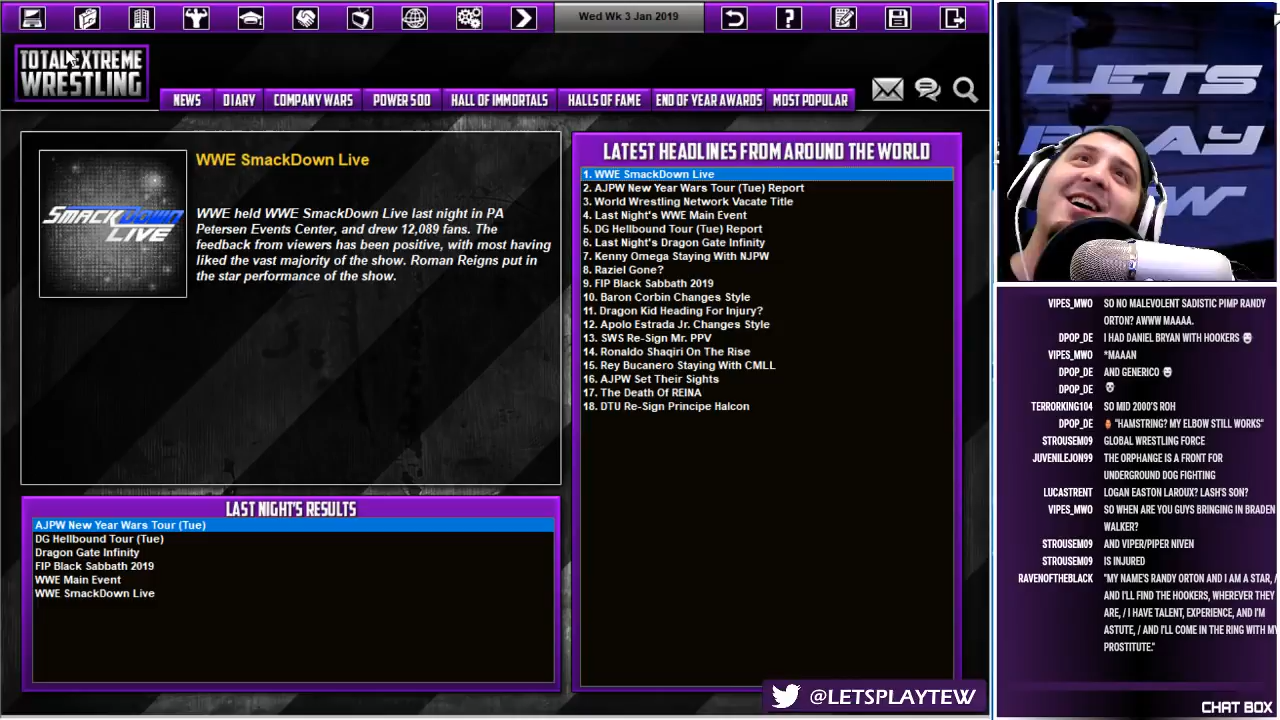 Wed Wk 3 Jan 2019
TOTAL EXTREME
WRESTLING
NEWS
DIARY
COMPANY WARS
POWER 500
HALL OF IMMORTALS
HALLS OF FAME
END OF YEAR AWARDS
MOST POPULAR
SMACKDOWN
LIVE
WWE SmackDown Live
WWE held WWE SmackDown Live last night in PA
Petersen Events Center, and drew 12,089 fans. The
feedback from viewers has been positive, with most having
liked the vast majority of the show. Roman Reigns put in
the star performance of the show.
LATEST HEADLINES FROM AROUND THE WORLD
1. WWE SmackDown Live
2. AJPW New Year Wars Tour (Tue) Report
3. World Wrestling Network Vacate Title
4. Last Night's WWE Main Event
5. DG Hellbound Tour (Tue) Report
6. Last Night's Dragon Gate Infinity
7. Kenny Omega Staying With NJPW
8. Raziel Gone?
9. FIP Black Sabbath 2019
10. Baron Corbin Changes Style
11. Dragon Kid Heading For Injury?
12. Apolo Estrada Jr. Changes Style
13. SWS Re-Sign Mr. PPV
14. Ronaldo Shaqiri On The Rise
15. Rey Bucanero Staying With CMLL
16. AJPW Set Their Sights
17. The Death Of REINA
18. DTU Re-Sign Principe Halcon
LAST NIGHT'S RESULTS
AJPW New Year Wars Tour (Tue)
DG Hellbound Tour (Tue)
Dragon Gate Infinity
FIP Black Sabbath 2019
WWE Main Event
WWE SmackDown Live
@LETSPLAYTEW
LETS
PLAY
VIPES_MWO SO NO MALEVOLENT SADISTIC PIMP RANDY
ORTON? AWWW MAAAA.
DPOP_DE I HAD DANIEL BRYAN WITH HOOKERS
VIPES_MWO *MAAAN
DPOP_DE AND GENERICO
DPOP_DE
TERRORKING104 SO MID 2000'S ROH
DPOP_DE "HAMSTRING? MY ELBOW STILL WORKS"
STROUSEM09 GLOBAL WRESTLING FORCE
JUVENILEJON99 THE ORPHANGE IS A FRONT FOR
UNDERGROUND DOG FIGHTING
LUCASTRENT LOGAN EASTON LAROUX? LASH'S SON?
VIPES_MWO SO WHEN ARE YOU GUYS BRINGING IN BRADEN
WALKER?
STROUSEM09 AND VIPER/PIPER NIVEN
STROUSEM09 IS INJURED
RAVENOFTHEBLACK "MY NAME'S RANDY ORTON AND I AM A STAR, /
AND I'LL FIND THE HOOKERS, WHEREVER THEY
ARE, / I HAVE TALENT, EXPERIENCE, AND I'M
ASTUTE, / AND I'LL COME IN THE RING WITH MY
PROSTITUTE."
CHAT BOX